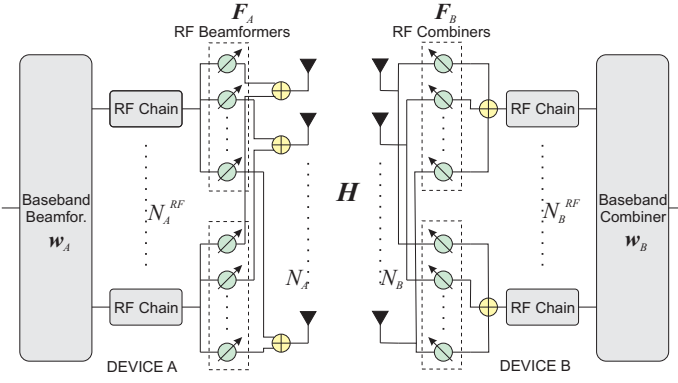 F_A
RF Beamformers
F_B
RF Combiners
RF Chain
RF Chain
Baseband
Beamfor.
w_A
N_A^RF
N_A
H
N_B
N_B^RF
Baseband
Combiner
w_B
RF Chain
RF Chain
DEVICE A
DEVICE B